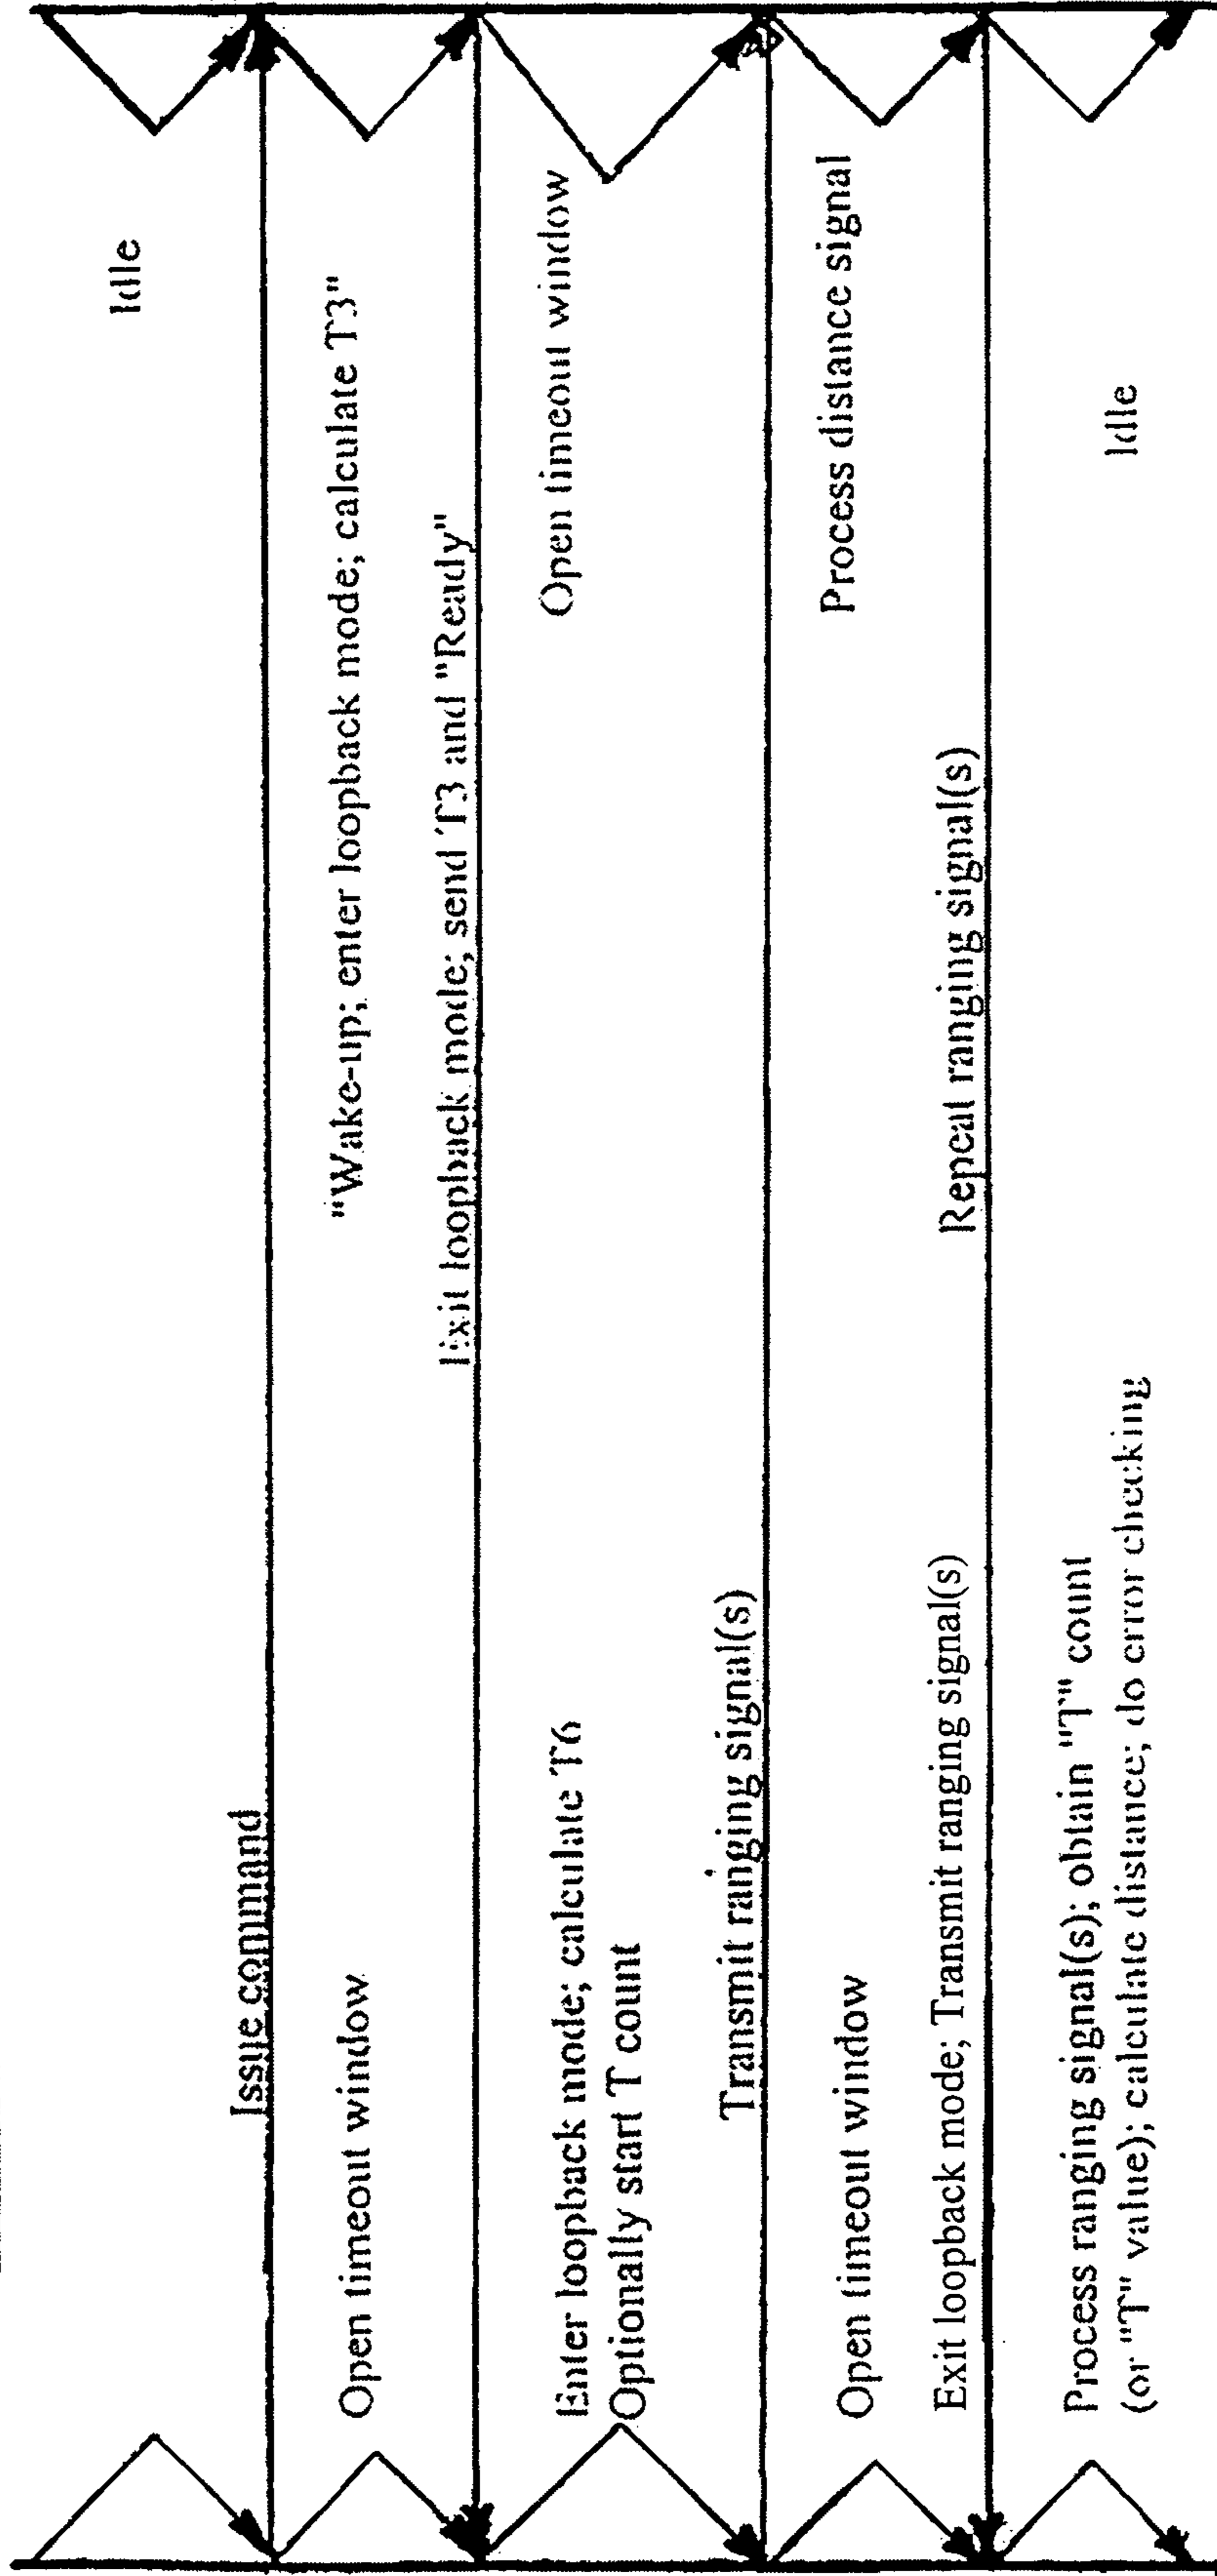 Idle
Issue command
"Wake-up; enter loopback mode; calculate T3"
Open timeout window
Exit loopback mode; send T3 and "Ready"
Open timeout window
Enter loopback mode; calculate T6
Optionally start T count
Transmit ranging signal(s)
Process distance signal
Open timeout window
Repeat ranging signal(s)
Exit loopback mode; Transmit ranging signal(s)
Idle
Process ranging signal(s); obtain "T" count
(or "T" value); calculate distance; do error checking